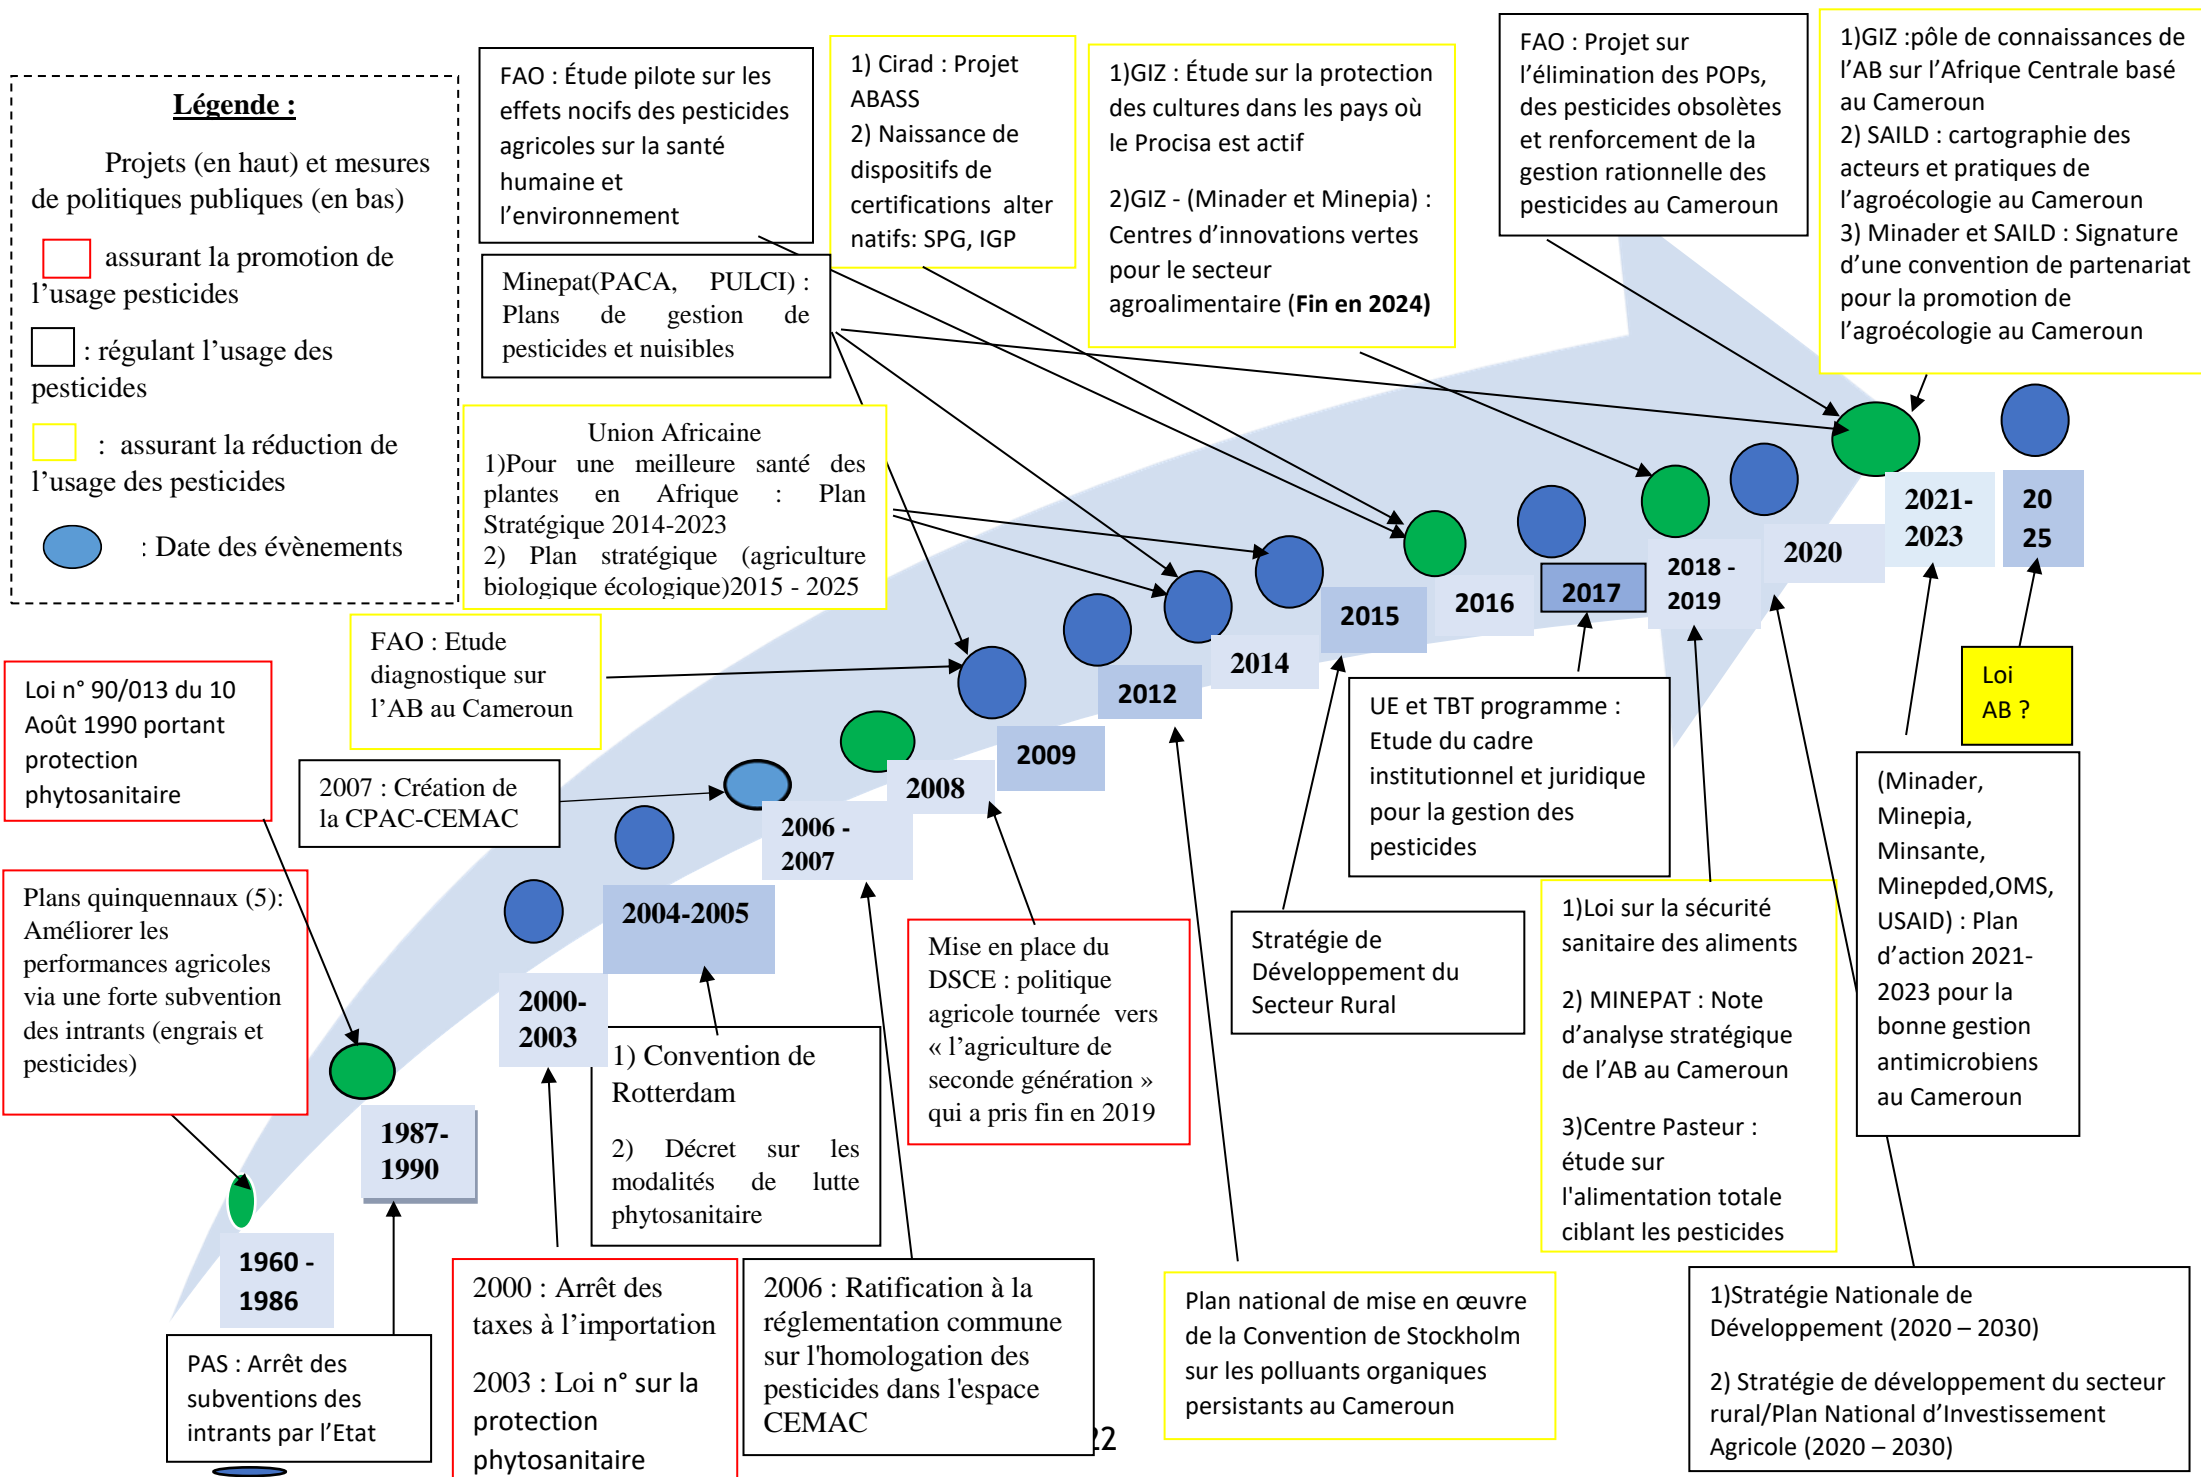 Légende :
Projets (en haut) et mesures
de politiques publiques (en bas)
assurant la promotion de
l’usage pesticides
: régulant l’usage des
pesticides
: assurant la réduction de
l’usage des pesticides
: Date des évènements
FAO : Étude pilote sur les
effets nocifs des pesticides
agricoles sur la santé
humaine et
l’environnement
1) Cirad : Projet
ABASS
2) Naissance de
dispositifs de
certifications alter
natifs: SPG, IGP
1)GIZ : Étude sur la protection
des cultures dans les pays où
le Procisa est actif
2)GIZ - (Minader et Minepia) :
Centres d’innovations vertes
pour le secteur
agroalimentaire (Fin en 2024)
FAO : Projet sur
l’élimination des POPs,
des pesticides obsolètes
et renforcement de la
gestion rationnelle des
pesticides au Cameroun
1)GIZ :pôle de connaissances de
l’AB sur l’Afrique Centrale basé
au Cameroun
2) SAILD : cartographie des
acteurs et pratiques de
l’agroécologie au Cameroun
3) Minader et SAILD : Signature
d’une convention de partenariat
pour la promotion de
l’agroécologie au Cameroun
Minepat(PACA, PULCI) :
Plans de gestion de
pesticides et nuisibles
Union Africaine
1)Pour une meilleure santé des
plantes en Afrique : Plan
Stratégique 2014-2023
2) Plan stratégique (agriculture
biologique écologique)2015 - 2025
FAO : Etude
diagnostique sur
l’AB au Cameroun
Loi n° 90/013 du 10
Août 1990 portant
protection
phytosanitaire
2007 : Création de
la CPAC-CEMAC
Plans quinquennaux (5):
Améliorer les
performances agricoles
via une forte subvention
des intrants (engrais et
pesticides)
1960 -
1986
1987-
1990
2000-
2003
2004-2005
2006 -
2007
2008
2009
2012
2014
2015
2016
2017
2018 -
2019
2020
2021-
2023
20
25
Loi
AB ?
UE et TBT programme :
Etude du cadre
institutionnel et juridique
pour la gestion des
pesticides
(Minader,
Minepia,
Minsante,
Minepded,OMS,
USAID) : Plan
d’action 2021-
2023 pour la
bonne gestion
antimicrobiens
au Cameroun
1)Loi sur la sécurité
sanitaire des aliments
2) MINEPAT : Note
d’analyse stratégique
de l’AB au Cameroun
3)Centre Pasteur :
étude sur
l'alimentation totale
ciblant les pesticides
Stratégie de
Développement du
Secteur Rural
Mise en place du
DSCE : politique
agricole tournée vers
« l’agriculture de
seconde génération »
qui a pris fin en 2019
1) Convention de
Rotterdam
2) Décret sur les
modalités de lutte
phytosanitaire
PAS : Arrêt des
subventions des
intrants par l’Etat
2000 : Arrêt des
taxes à l’importation
2003 : Loi n° sur la
protection
phytosanitaire
2006 : Ratification à la
réglementation commune
sur l'homologation des
pesticides dans l'espace
CEMAC
Plan national de mise en œuvre
de la Convention de Stockholm
sur les polluants organiques
persistants au Cameroun
1)Stratégie Nationale de
Développement (2020 – 2030)
2) Stratégie de développement du secteur
rural/Plan National d’Investissement
Agricole (2020 – 2030)
22